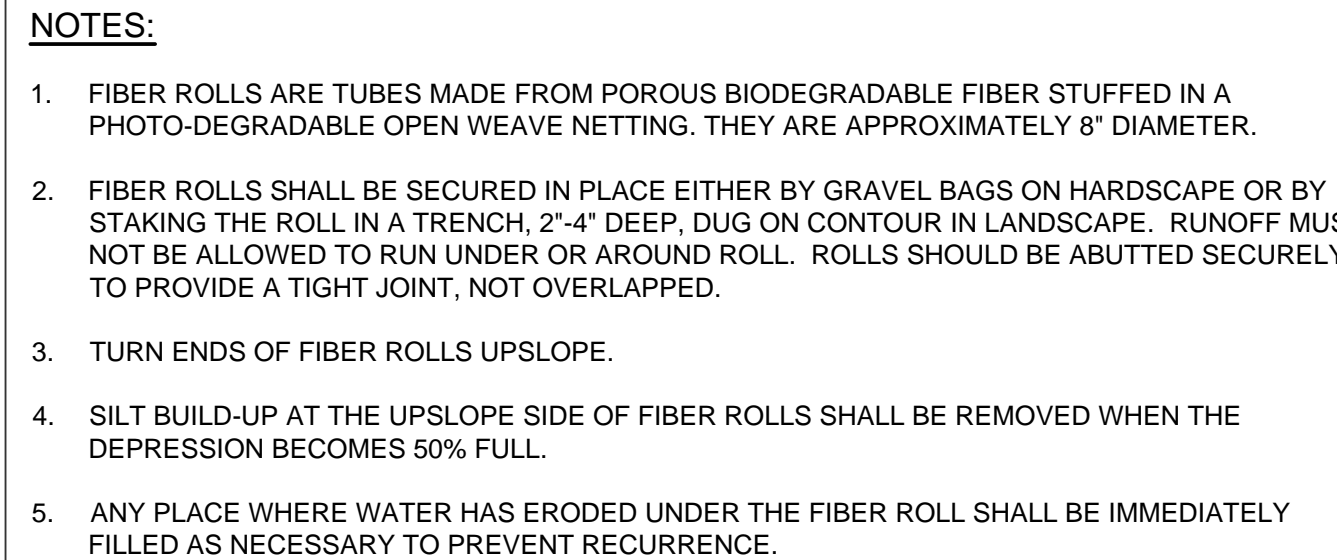 NOTES:
1. FIBER ROLLS ARE TUBES MADE FROM POROUS BIODEGRADABLE FIBER STUFFED IN A
PHOTO-DEGRADABLE OPEN WEAVE NETTING. THEY ARE APPROXIMATELY 8" DIAMETER.
2. FIBER ROLLS SHALL BE SECURED IN PLACE EITHER BY GRAVEL BAGS ON HARDSCAPE OR BY
STAKING THE ROLL IN A TRENCH, 2"-4" DEEP, DUG ON CONTOUR IN LANDSCAPE. RUNOFF MUS
NOT BE ALLOWED TO RUN UNDER OR AROUND ROLL. ROLLS SHOULD BE ABUTTED SECURELY
TO PROVIDE A TIGHT JOINT, NOT OVERLAPPED.
3. TURN ENDS OF FIBER ROLLS UPSLOPE.
4. SILT BUILD-UP AT THE UPSLOPE SIDE OF FIBER ROLLS SHALL BE REMOVED WHEN THE
DEPRESSION BECOMES 50% FULL.
5. ANY PLACE WHERE WATER HAS ERODED UNDER THE FIBER ROLL SHALL BE IMMEDIATELY
FILLED AS NECESSARY TO PREVENT RECURRENCE.